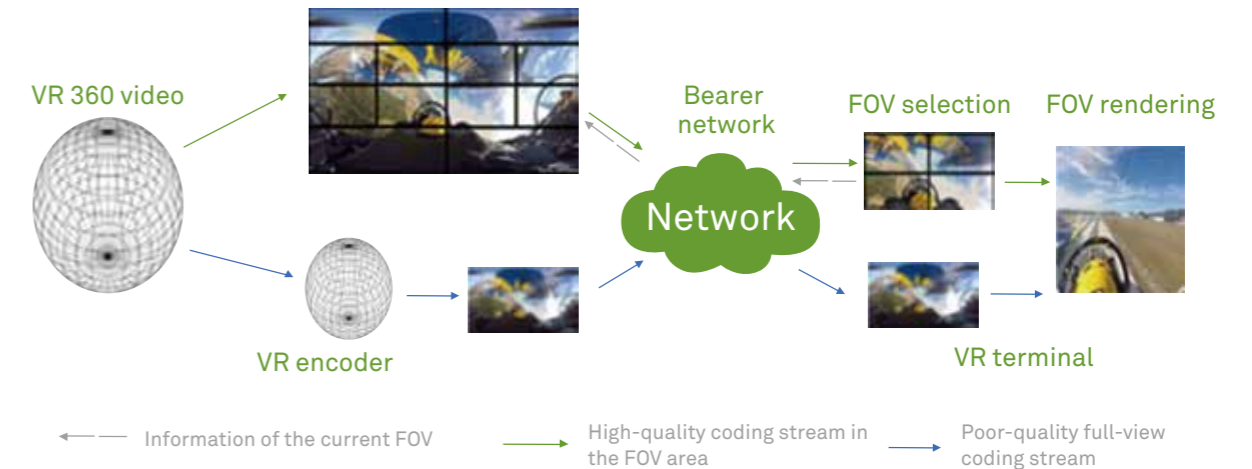 VR 360 video
Bearer
network
FOV selection
FOV rendering
Network
VR encoder
VR terminal
Information of the current FOV
High-quality coding stream in
the FOV area
Poor-quality full-view
coding stream